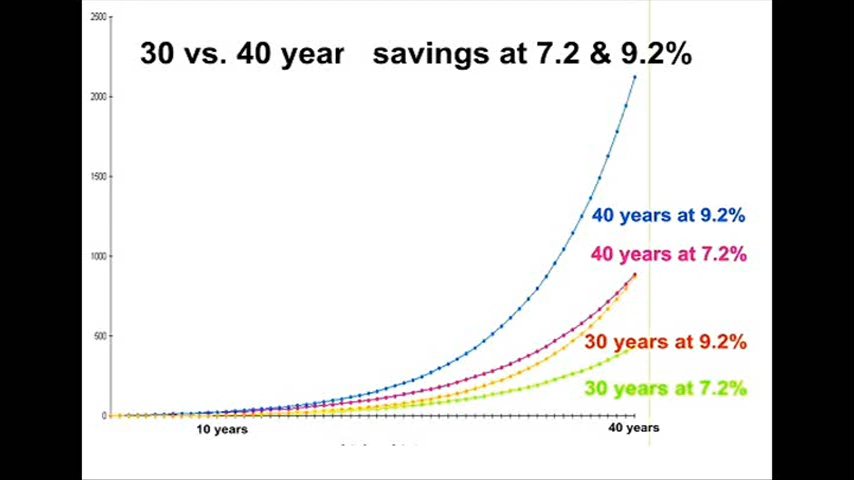 2500
30 vs. 40 year savings at 7.2 & 9.2%
2000
1500
40 years at 9.2%
40 years at 7.2%
1000
500
30 years at 9.2%
30 years at 7.2%
0
10 years
40 years